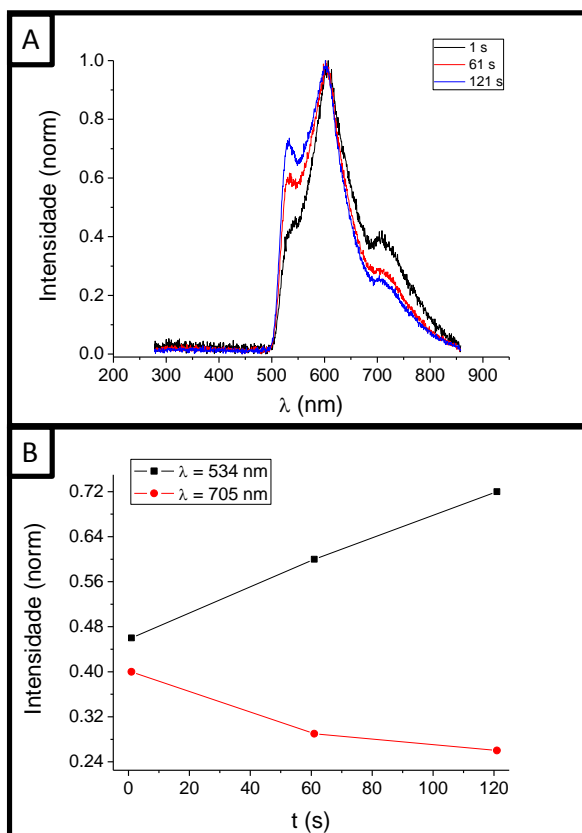 A
1 s
61 s
121 s
Intensidade (norm)
1.0
0.8
0.6
0.4
0.2
0.0
200 300 400 500 600 700 800 900
λ (nm)
B
λ = 534 nm
λ = 705 nm
Intensidade (norm)
0.72
0.64
0.56
0.48
0.40
0.32
0.24
0 20 40 60 80 100 120
t (s)